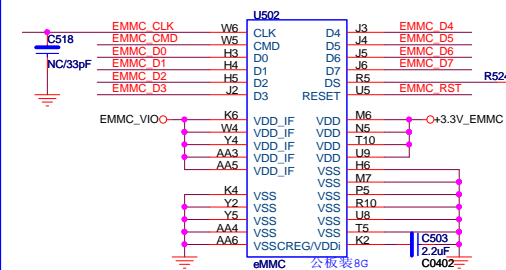 U502
EMMC_CLK W6 CLK D4 J3 EMMC_D4
C518 EMMC_CMD W5 CMD D5 J4 EMMC_D5
EMMC_D0 H3 D0 D6 J5 EMMC_D6
NC/33pF EMMC_D1 H4 D1 D7 J6 EMMC_D7
EMMC_D2 H5 D2 DS R5 R524
EMMC_D3 J2 D3 RESET U5 EMMC_RST
EMMC_VIO K6 VDD_IF VDD M6 +3.3V_EMMC
W4 VDD_IF VDD N5
Y4 VDD_IF VDD T10
AA3 VDD_IF VDD U9
AA5 VDD_IF VSS H6
VSS M7
K4 VSS VSS P5
Y2 VSS VSS R10
Y5 VSS VSS U8
AA4 VSS VSS T5 C503
AA6 VSS CREG/VDDi K2 2.2uF
eMMC 公板装8G C0402